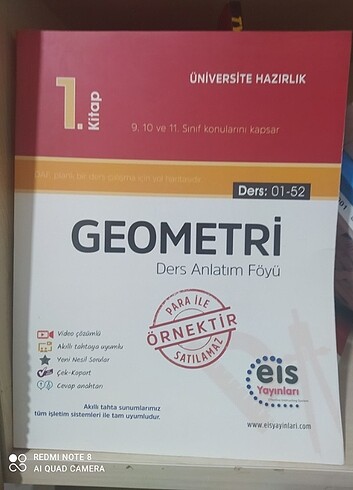 ÜNİVERSİTE HAZIRLIK
1.
Kitap
9, 10 ve 11. Sınıf konularını kapsar
Ders: 01-52
GEOMETRİ
Ders Anlatım Föyü
PARA İLE
ÖRNEKTİR
SATILAMAZ
Video çözümlü
Akıllı tahtaya uyumlu
Yeni Nesil Sorular
Çek-Kopart
Cevap anahtarı
eis
Yayınları
Akıllı tahta sunumlarımız
tüm işletim sistemleri ile tam uyumludur.
www.eisyayinlari.com
REDMI NOTE 8
AI QUAD CAMERA